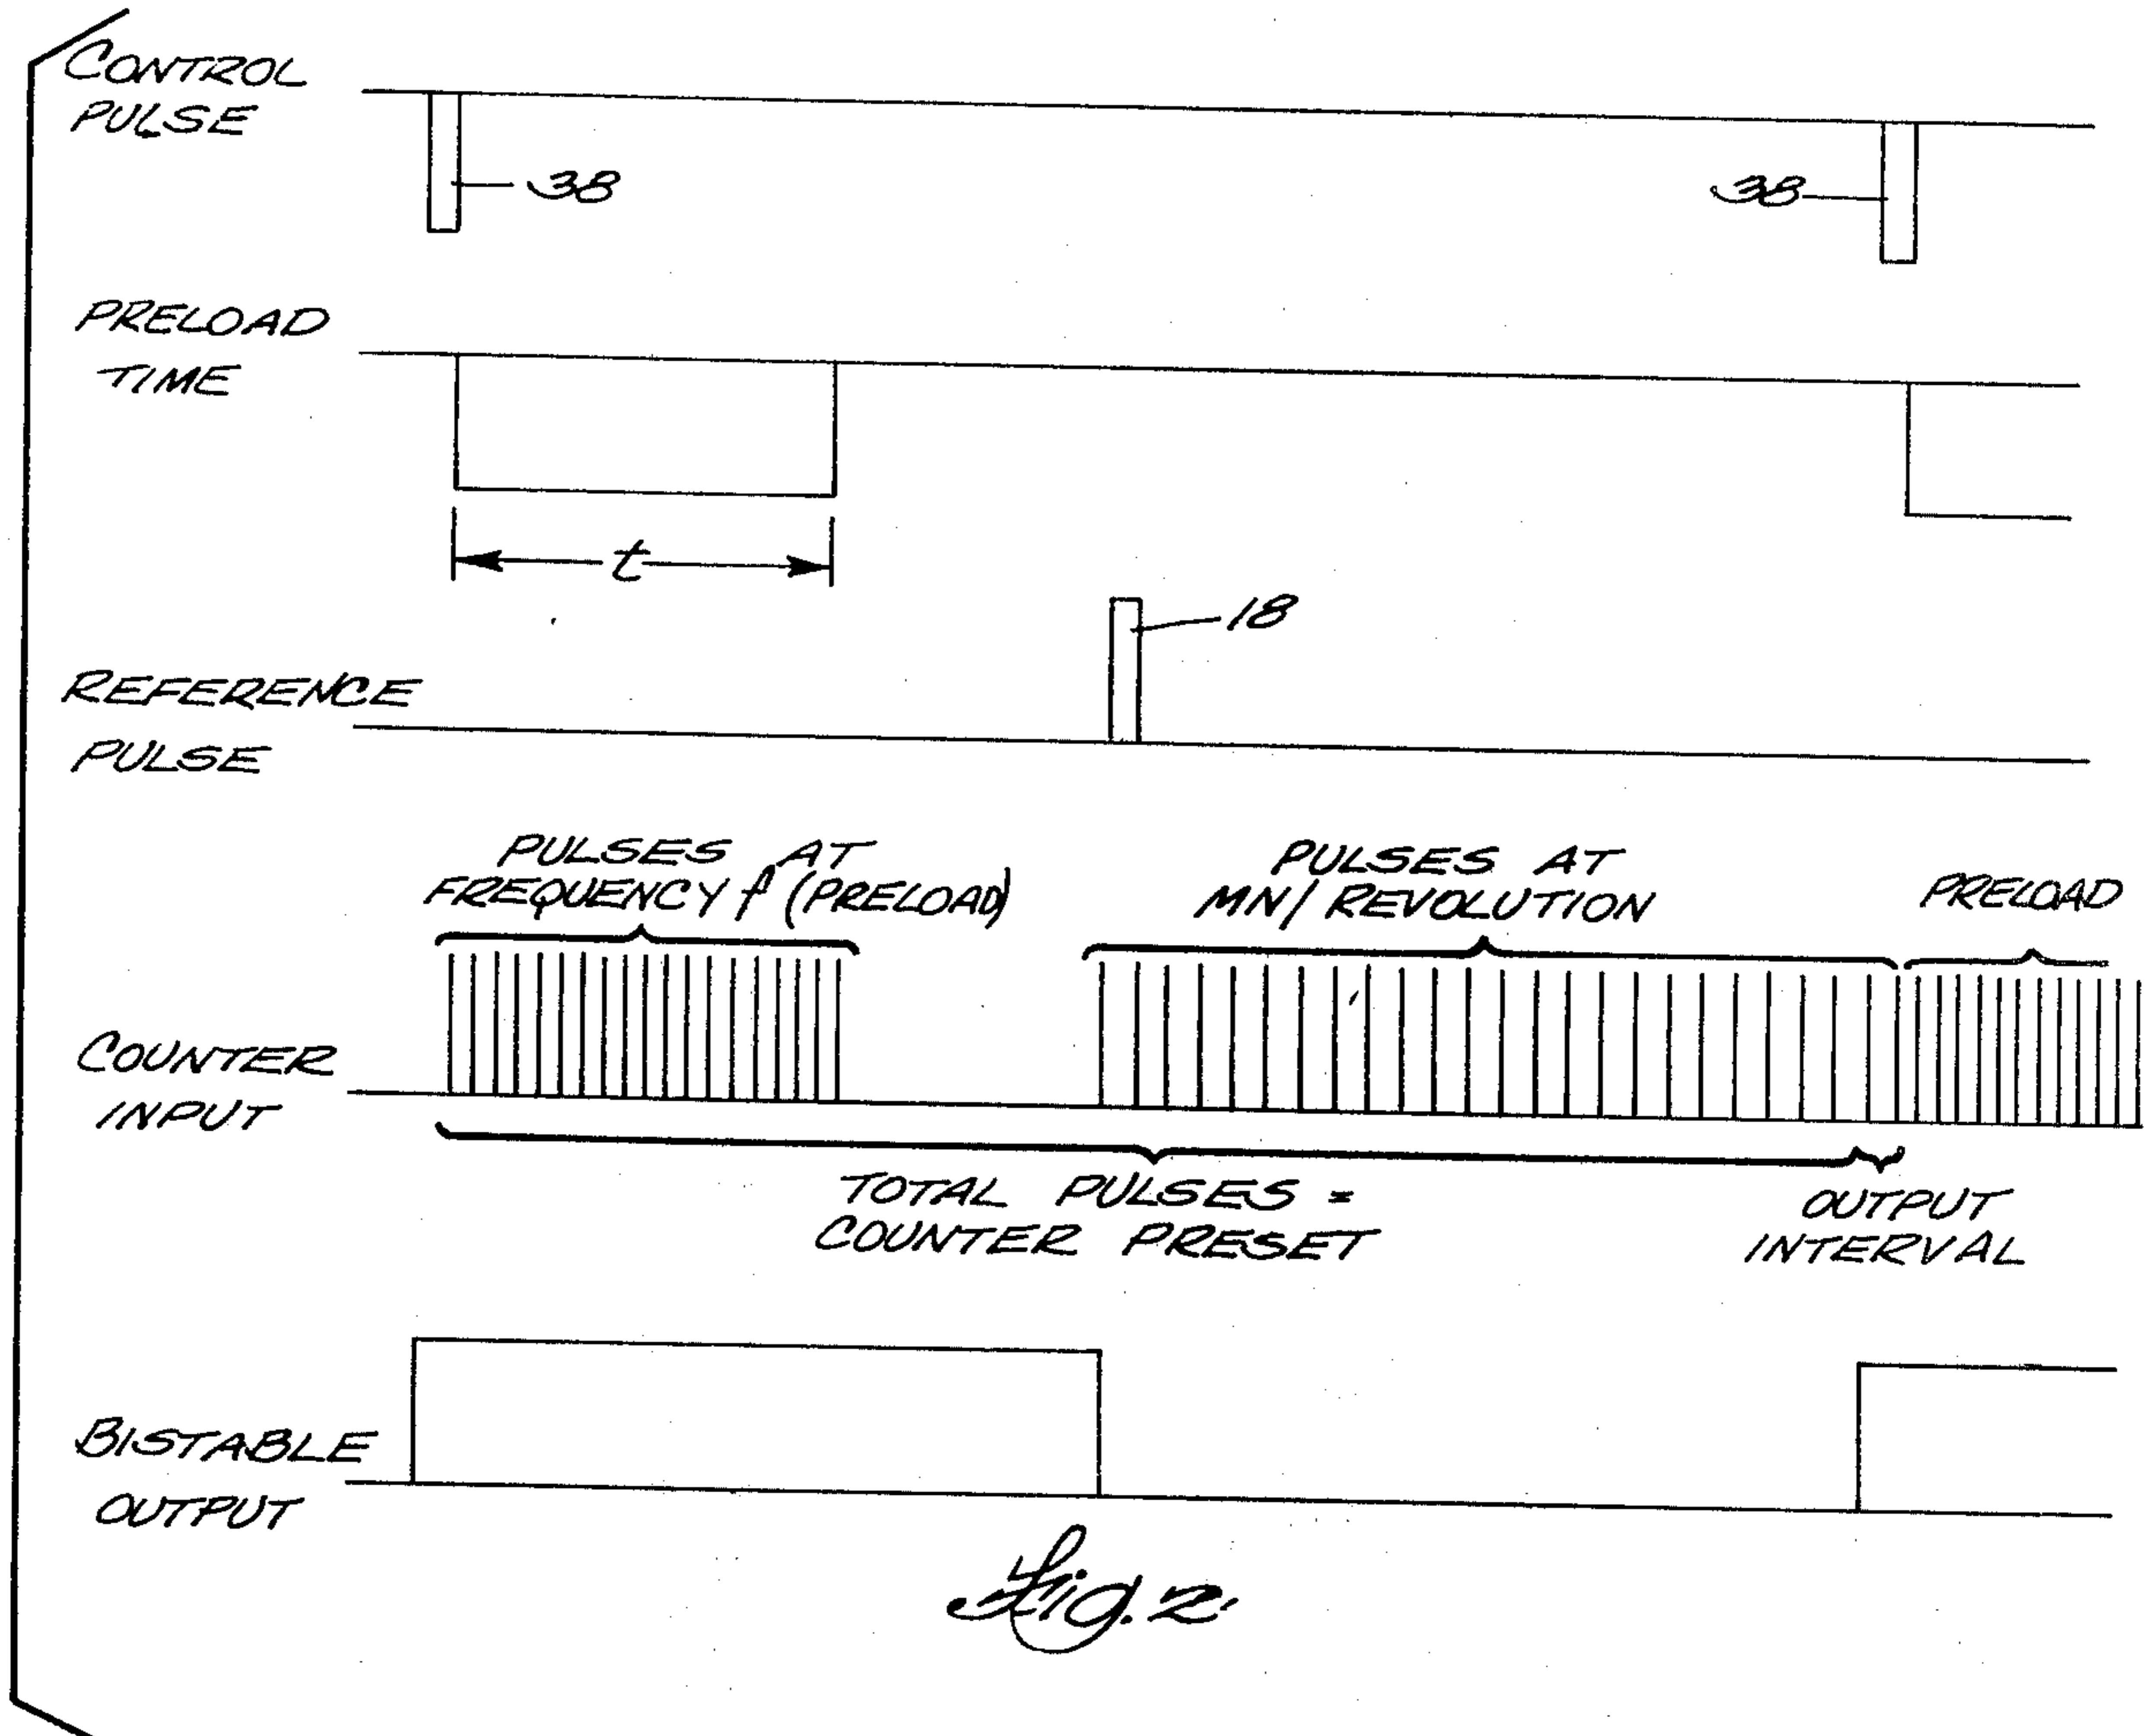 CONTROL
PULSE
38
38
PRELOAD
TIME
t
18
REFERENCE
PULSE
PULSES AT
FREQUENCY f (PRELOAD)
PULSES AT
MN/REVOLUTION
PRELOAD
COUNTER
INPUT
TOTAL PULSES =
COUNTER PRESET
OUTPUT
INTERVAL
BISTABLE
OUTPUT
Fig. 2.